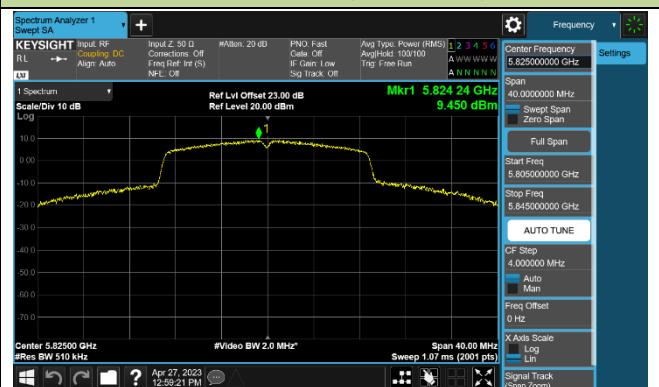 Spectrum Analyzer 1
Swept SA
+
Frequency
KEYSIGHT
RL
LXI
Input: RF
Coupling: DC
Align: Auto
Input Z: 50 Ω
Corrections: Off
Freq Ref: Int (S)
NFE: Off
#Atten: 20 dB
PNO: Fast
Gate: Off
IF Gain: Low
Sig Track: Off
Avg Type: Power (RMS)
Avg|Hold: 100/100
Trig: Free Run
1 2 3 4 5 6
A W W W W W
A N N N N N
Center Frequency
5.825000000 GHz
Settings
Span
40.0000000 MHz
Swept Span
Zero Span
Full Span
Start Freq
5.805000000 GHz
Stop Freq
5.845000000 GHz
AUTO TUNE
CF Step
4.000000 MHz
Auto
Man
Freq Offset
0 Hz
X Axis Scale
Log
Lin
Signal Track
(Span Zoom)
1 Spectrum
Scale/Div 10 dB
Log
Ref Lvl Offset 23.00 dB
Ref Level 20.00 dBm
Mkr1 5.824 24 GHz
9.450 dBm
1
10.0
0.00
-10.0
-20.0
-30.0
-40.0
-50.0
-60.0
-70.0
Center 5.82500 GHz
#Res BW 510 kHz
#Video BW 2.0 MHz*
Span 40.00 MHz
Sweep 1.07 ms (2001 pts)
?
Apr 27, 2023
12:59:21 PM